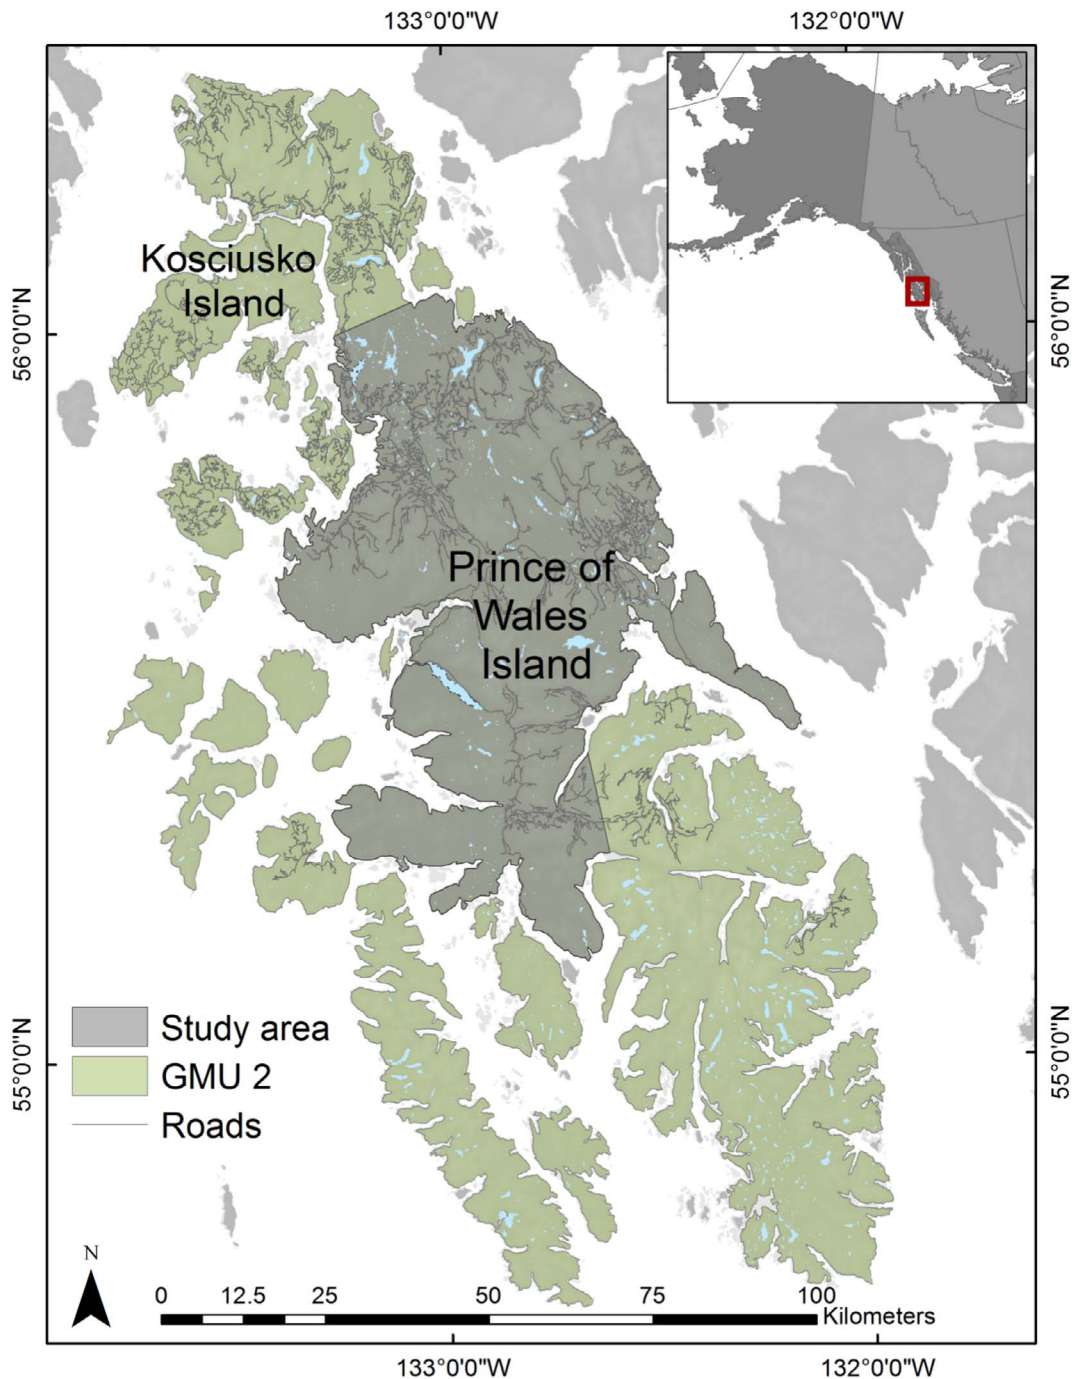 133°0'0"W
132°0'0"W
Kosciusko
Island
56°0'0"N
56°0'0"N
Prince of
Wales
Island
Study area
GMU 2
Roads
55°0'0"N
55°0'0"N
N
0 12.5 25 50 75 100
Kilometers
133°0'0"W
132°0'0"W